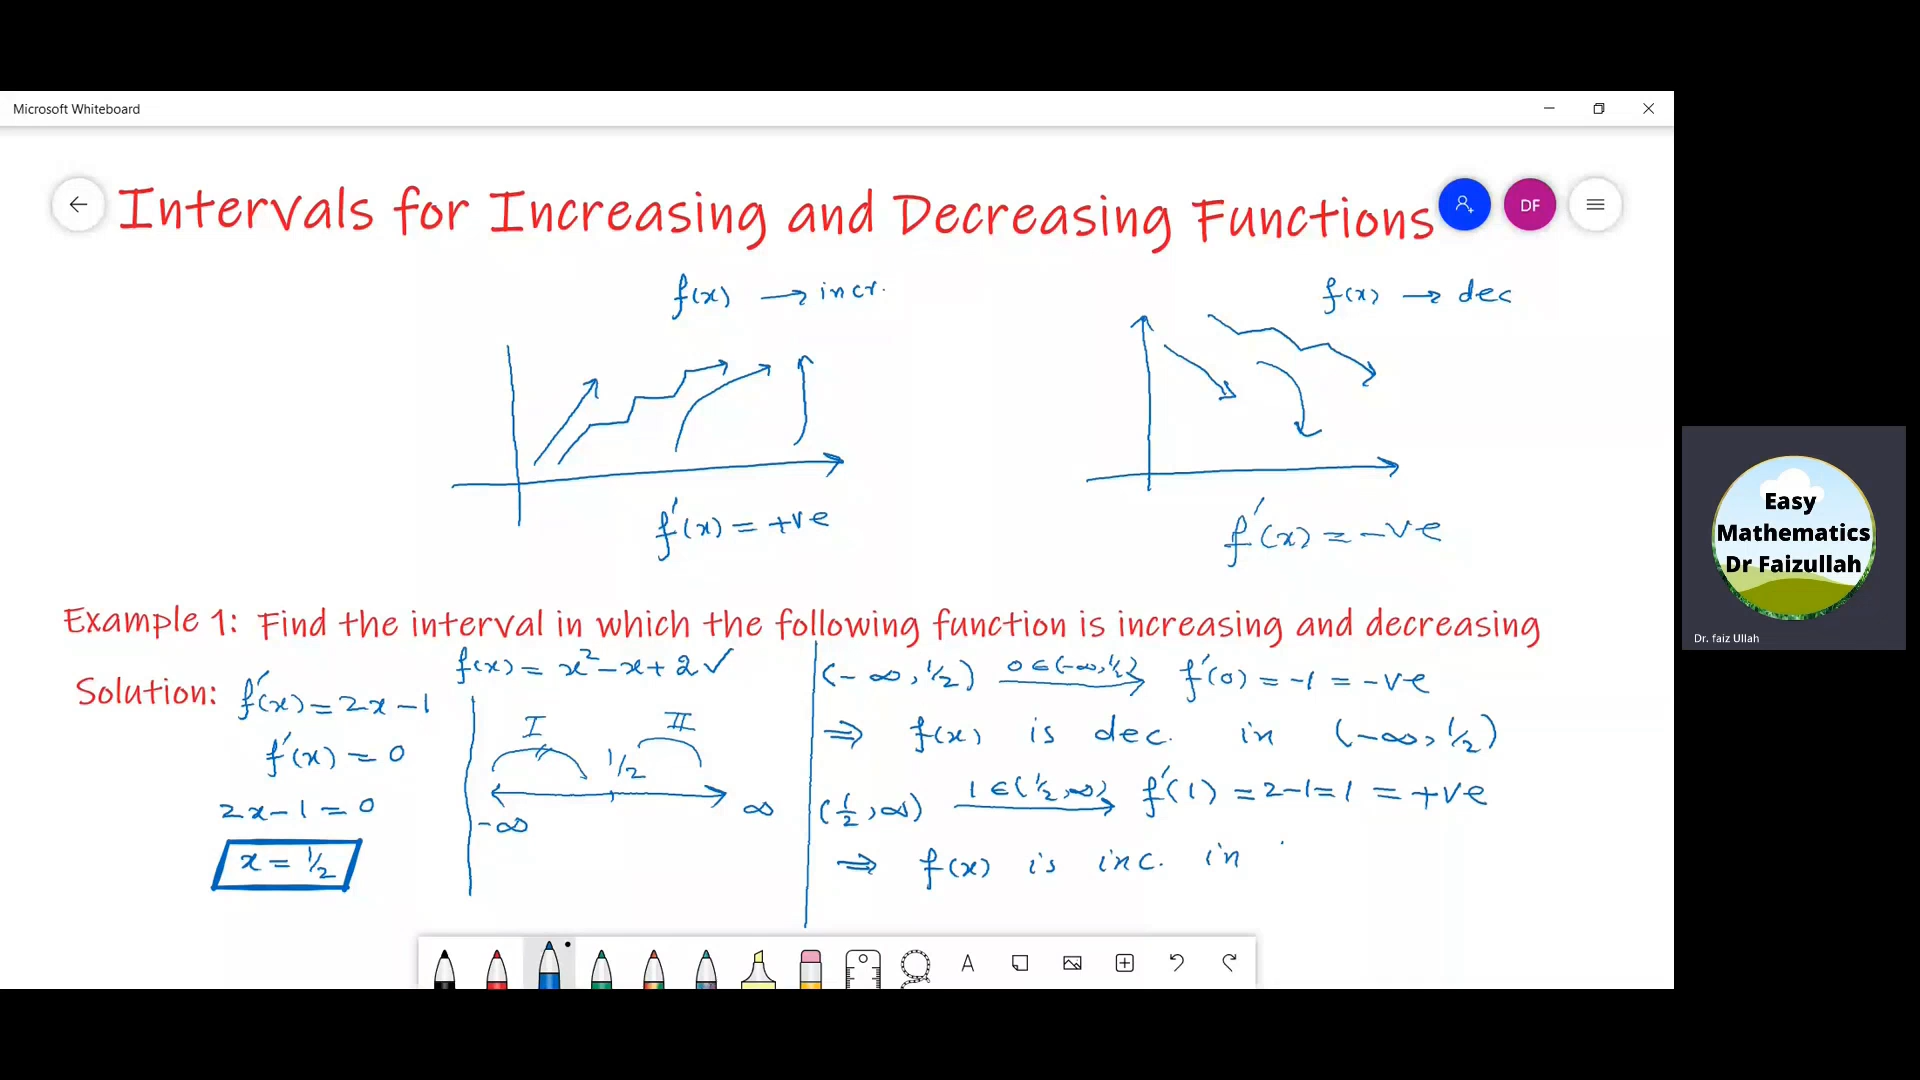 Microsoft Whiteboard
Intervals for Increasing and Decreasing Functions
DF
f(x) → incr.
f(x) → dec
f'(x) = +ve
f'(x) = -ve
Easy
Mathematics
Dr Faizullah
Dr. faiz Ullah
Example 1: Find the interval in which the following function is increasing and decreasing
f(x) = x² - x + 2 ✓
Solution: f'(x) = 2x - 1
f'(x) = 0
2x - 1 = 0
x = 1/2
I II
1/2
-∞ ∞
(-∞, 1/2) 0 ∈ (-∞, 1/2) → f'(0) = -1 = -ve
⇒ f(x) is dec. in (-∞, 1/2)
(1/2, ∞) 1 ∈ (1/2, ∞) → f'(1) = 2-1 = 1 = +ve
⇒ f(x) is inc. in
A